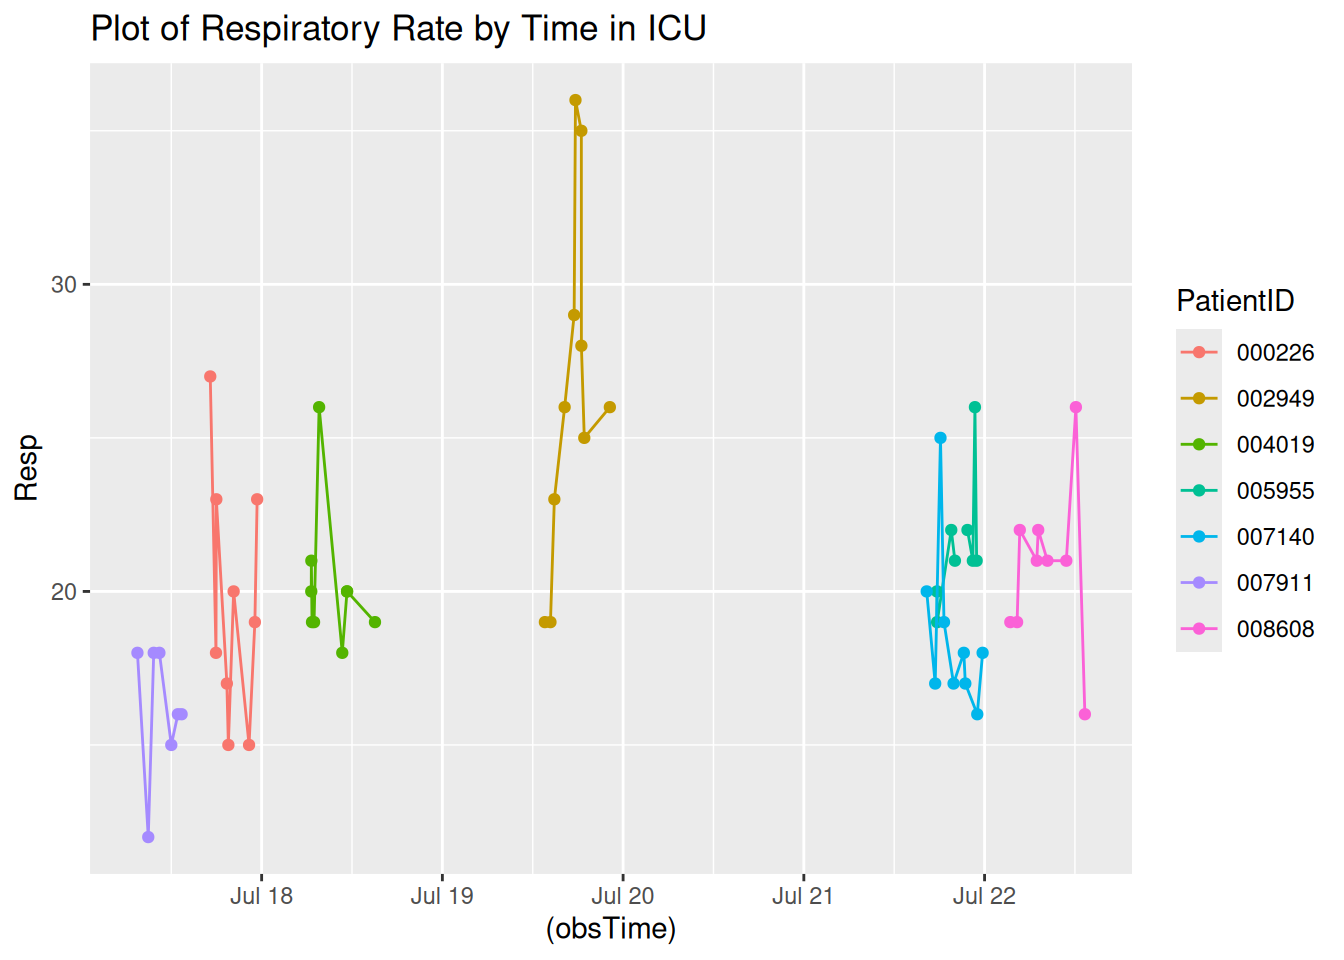 Plot of Respiratory Rate by Time in ICU
Resp
30
20
Jul 18
Jul 19
Jul 20
Jul 21
Jul 22
(obsTime)
PatientID
000226
002949
004019
005955
007140
007911
008608